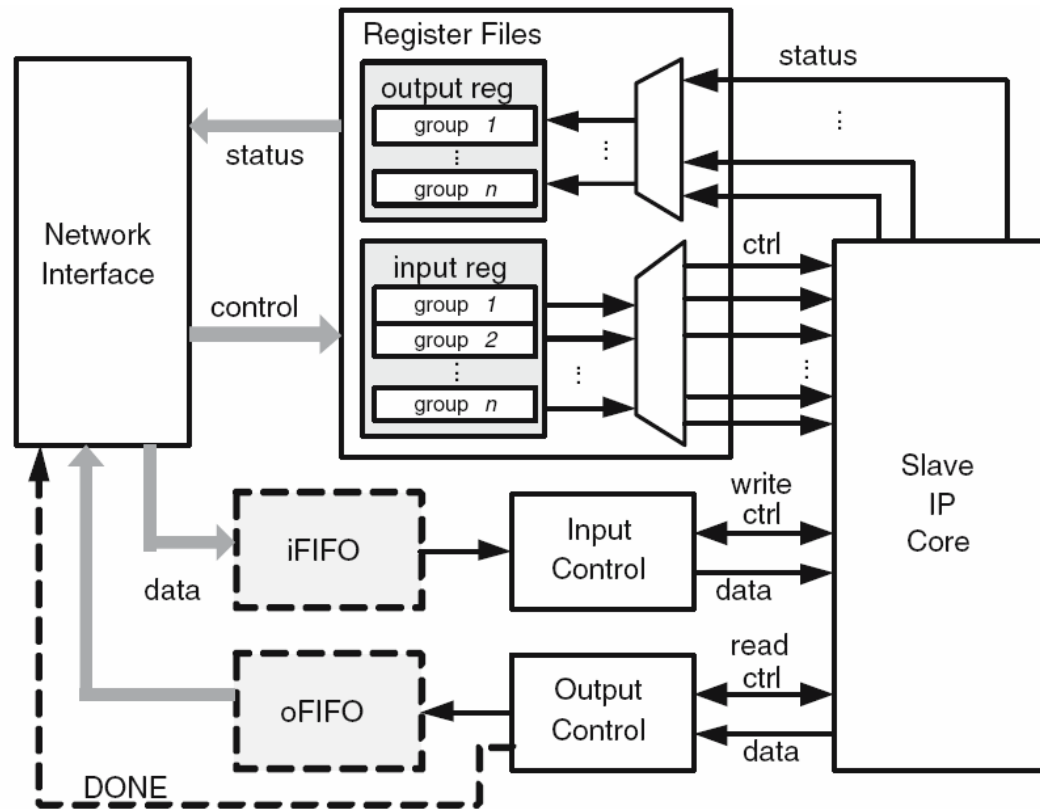 Register Files
output reg
group 1
⋮
group n
⋮
status
⋮
status
Network
Interface
control
input reg
group 1
group 2
⋮
group n
⋮
ctrl
⋮
Slave
IP
Core
iFIFO
data
Input
Control
write
ctrl
data
oFIFO
Output
Control
read
ctrl
data
DONE